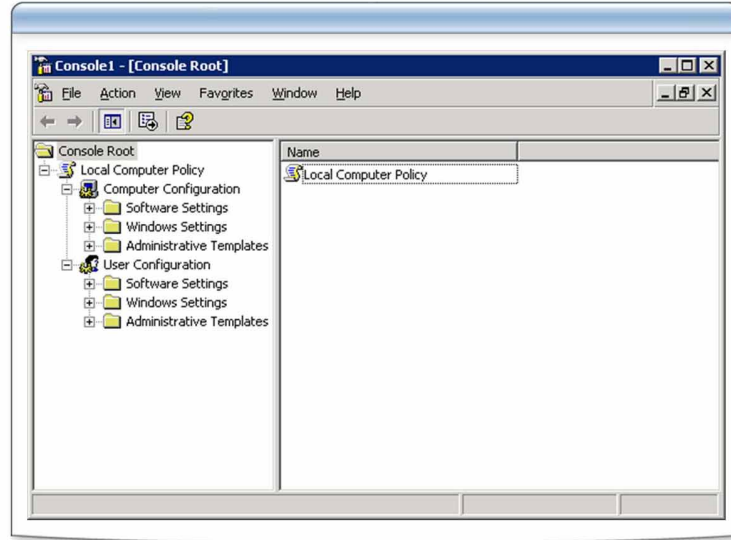 Console1 - [Console Root]
File Action View Favorites Window Help
Console Root
Local Computer Policy
Computer Configuration
Software Settings
Windows Settings
Administrative Templates
User Configuration
Software Settings
Windows Settings
Administrative Templates
Name
Local Computer Policy